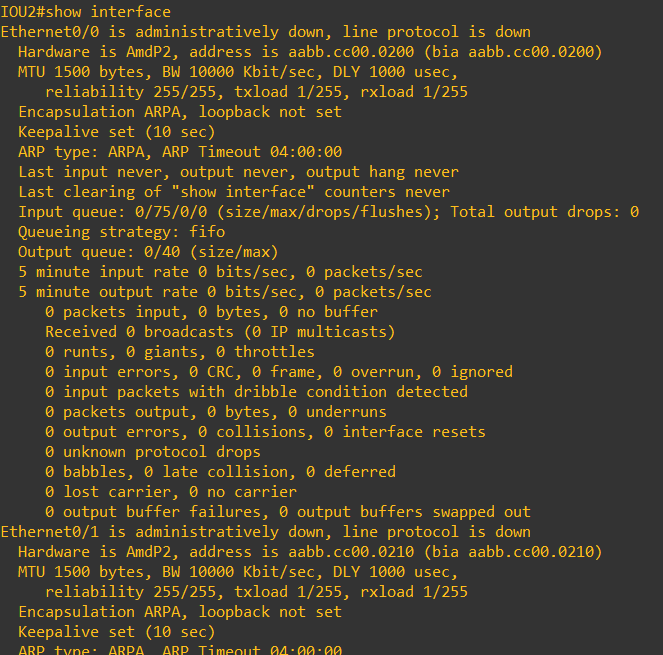 IOU2#show interface
Ethernet0/0 is administratively down, line protocol is down
  Hardware is AmdP2, address is aabb.cc00.0200 (bia aabb.cc00.0200)
  MTU 1500 bytes, BW 10000 Kbit/sec, DLY 1000 usec,
     reliability 255/255, txload 1/255, rxload 1/255
  Encapsulation ARPA, loopback not set
  Keepalive set (10 sec)
  ARP type: ARPA, ARP Timeout 04:00:00
  Last input never, output never, output hang never
  Last clearing of "show interface" counters never
  Input queue: 0/75/0/0 (size/max/drops/flushes); Total output drops: 0
  Queueing strategy: fifo
  Output queue: 0/40 (size/max)
  5 minute input rate 0 bits/sec, 0 packets/sec
  5 minute output rate 0 bits/sec, 0 packets/sec
     0 packets input, 0 bytes, 0 no buffer
     Received 0 broadcasts (0 IP multicasts)
     0 runts, 0 giants, 0 throttles
     0 input errors, 0 CRC, 0 frame, 0 overrun, 0 ignored
     0 input packets with dribble condition detected
     0 packets output, 0 bytes, 0 underruns
     0 output errors, 0 collisions, 0 interface resets
     0 unknown protocol drops
     0 babbles, 0 late collision, 0 deferred
     0 lost carrier, 0 no carrier
     0 output buffer failures, 0 output buffers swapped out
Ethernet0/1 is administratively down, line protocol is down
  Hardware is AmdP2, address is aabb.cc00.0210 (bia aabb.cc00.0210)
  MTU 1500 bytes, BW 10000 Kbit/sec, DLY 1000 usec,
     reliability 255/255, txload 1/255, rxload 1/255
  Encapsulation ARPA, loopback not set
  Keepalive set (10 sec)
  ARP type: ARPA, ARP Timeout 04:00:00